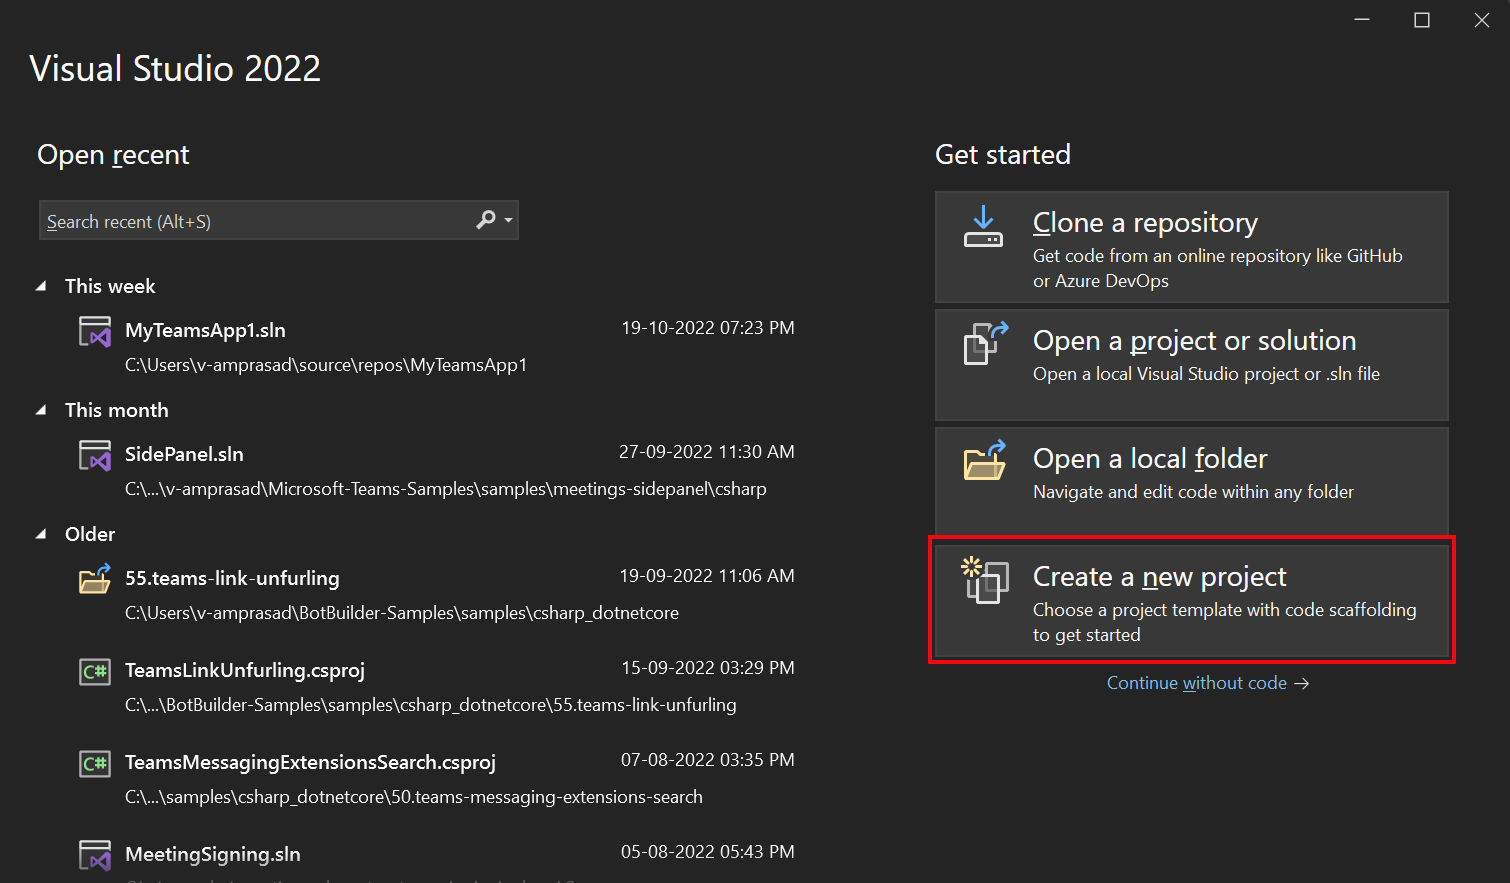 Visual Studio 2022
Open recent
Search recent (Alt+S)
This week
MyTeamsApp1.sln 19-10-2022 07:23 PM
C:\Users\v-amprasad\source\repos\MyTeamsApp1
This month
SidePanel.sln 27-09-2022 11:30 AM
C:\...\v-amprasad\Microsoft-Teams-Samples\samples\meetings-sidepanel\csharp
Older
55.teams-link-unfurling 19-09-2022 11:06 AM
C:\Users\v-amprasad\BotBuilder-Samples\samples\csharp_dotnetcore
C# TeamsLinkUnfurling.csproj 15-09-2022 03:29 PM
C:\...\BotBuilder-Samples\samples\csharp_dotnetcore\55.teams-link-unfurling
C# TeamsMessagingExtensionsSearch.csproj 07-08-2022 03:35 PM
C:\...\samples\csharp_dotnetcore\50.teams-messaging-extensions-search
MeetingSigning.sln 05-08-2022 05:43 PM
Get started
Clone a repository
Get code from an online repository like GitHub
or Azure DevOps
Open a project or solution
Open a local Visual Studio project or .sln file
Open a local folder
Navigate and edit code within any folder
Create a new project
Choose a project template with code scaffolding
to get started
Continue without code →